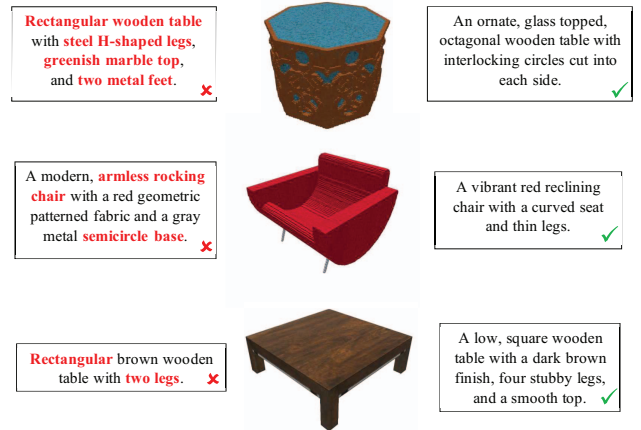 Rectangular wooden table
with steel H-shaped legs,
greenish marble top,
and two metal feet.
An ornate, glass topped,
octagonal wooden table with
interlocking circles cut into
each side.
A modern, armless rocking
chair with a red geometric
patterned fabric and a gray
metal semicircle base.
A vibrant red reclining
chair with a curved seat
and thin legs.
Rectangular brown wooden
table with two legs.
A low, square wooden
table with a dark brown
finish, four stubby legs,
and a smooth top.